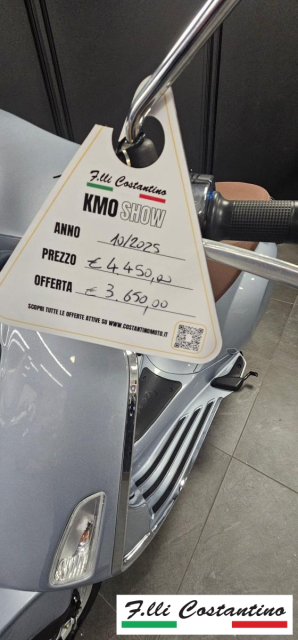 F.lli Costantino
KM0 SHOW
ANNO 10/2025
PREZZO € 4.450,00
OFFERTA € 3.650,00
SCOPRI TUTTE LE OFFERTE ATTIVE SU WWW.COSTANTINOMOTO.IT
F.lli Costantino